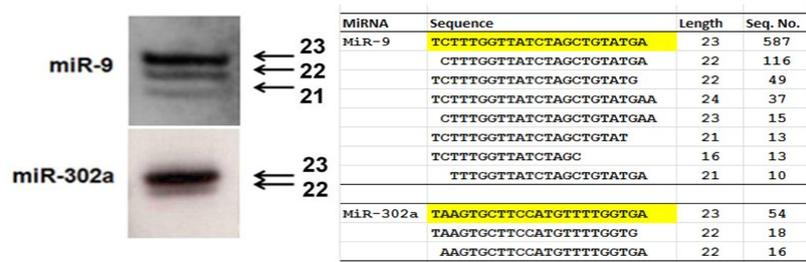 miR-9
23
22
21
miR-302a
23
22
MiRNA Sequence Length Seq. No.
MiR-9 TCTTTGGTTATCTAGCTGTATGA 23 587
CTTTGGTTATCTAGCTGTATGA 22 116
TCTTTGGTTATCTAGCTGTATG 22 49
TCTTTGGTTATCTAGCTGTATGAA 24 37
CTTTGGTTATCTAGCTGTATGAA 23 15
TCTTTGGTTATCTAGCTGTAT 21 13
TCTTTGGTTATCTAGC 16 13
TTTGGTTATCTAGCTGTATGA 21 10
MiR-302a TAAGTGCTTCCATGTTTTGGTGA 23 54
TAAGTGCTTCCATGTTTTGGTG 22 18
AAGTGCTTCCATGTTTTGGTGA 22 16